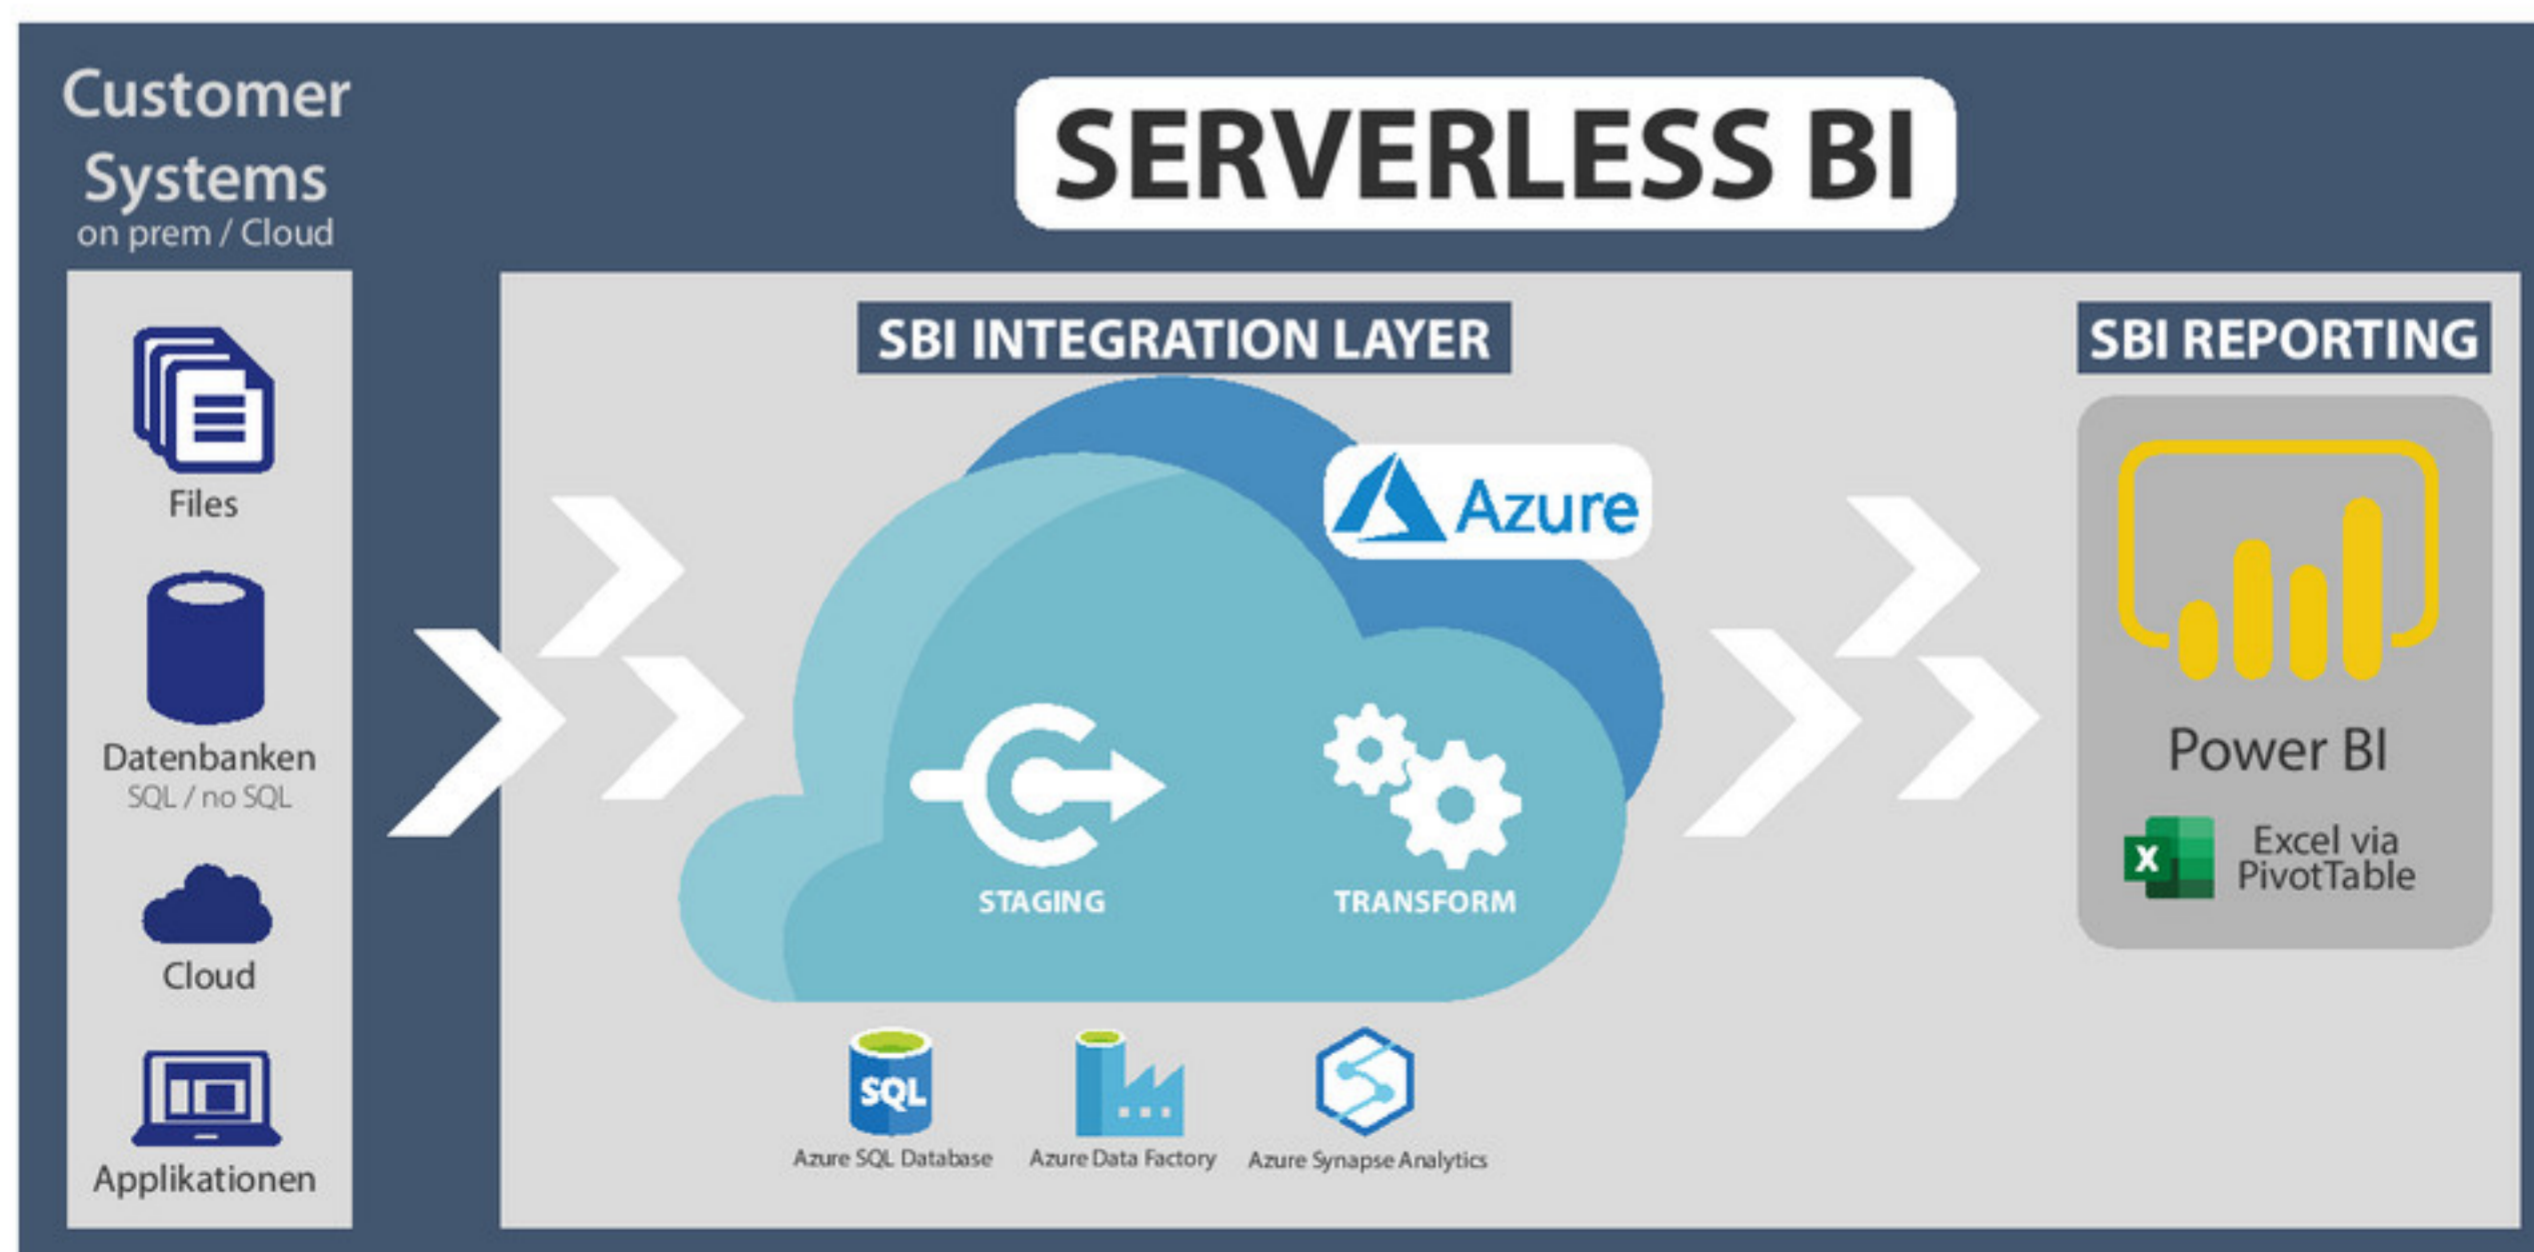 Customer
Systems
on prem / Cloud
Files
Datenbanken
SQL / no SQL
Cloud
Applikationen
SERVERLESS BI
SBI INTEGRATION LAYER
Azure
STAGING
TRANSFORM
SQL
Azure SQL Database
Azure Data Factory
Azure Synapse Analytics
SBI REPORTING
Power BI
X
Excel via
PivotTable